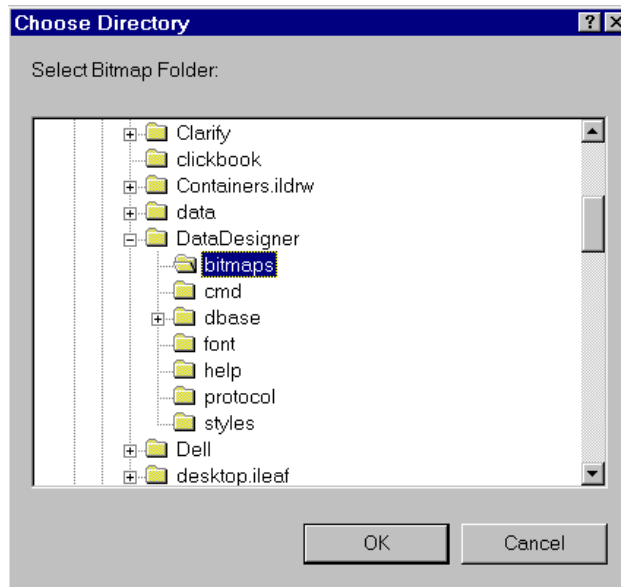 Choose Directory
Select Bitmap Folder:
Clarify
clickbook
Containers.ildrw
data
DataDesigner
bitmaps
cmd
dbase
font
help
protocol
styles
Dell
desktop.ileaf
OK Cancel